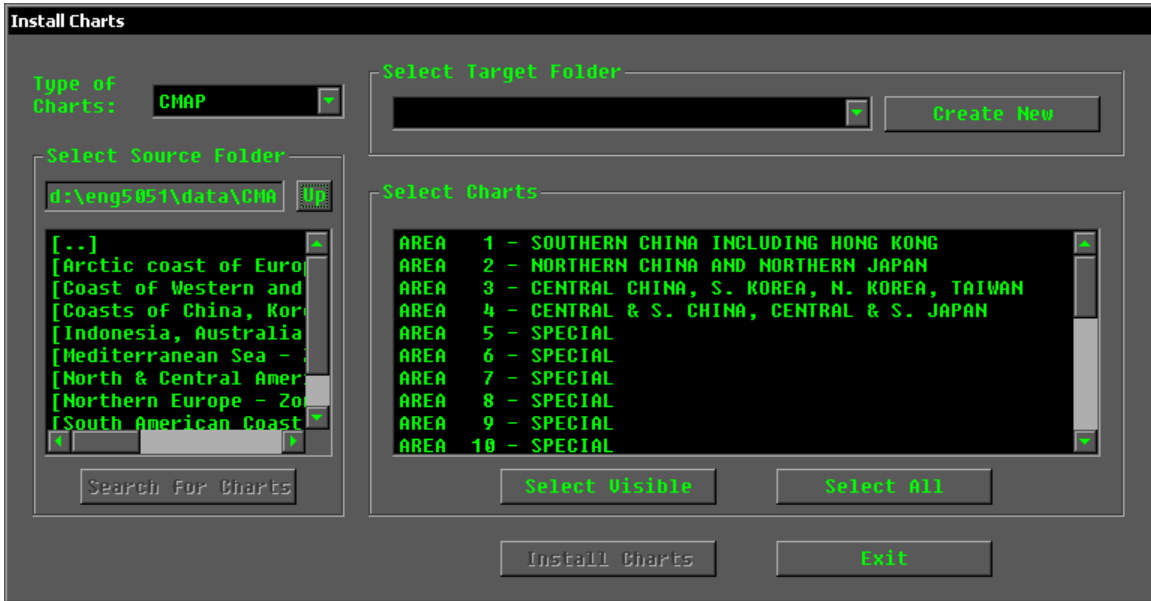 Install Charts
Type of
Charts:
CMAP
Select Target Folder
Create New
Select Source Folder
d:\eng5051\data\CMA
Up
[..]
[Arctic coast of Euro
[Coast of Western and
[Coasts of China, Kor
[Indonesia, Australia
[Mediterranean Sea -
[North & Central Amer
[Northern Europe - Zo
[South American Coast
Search For Charts
Select Charts
AREA 1 - SOUTHERN CHINA INCLUDING HONG KONG
AREA 2 - NORTHERN CHINA AND NORTHERN JAPAN
AREA 3 - CENTRAL CHINA, S. KOREA, N. KOREA, TAIWAN
AREA 4 - CENTRAL & S. CHINA, CENTRAL & S. JAPAN
AREA 5 - SPECIAL
AREA 6 - SPECIAL
AREA 7 - SPECIAL
AREA 8 - SPECIAL
AREA 9 - SPECIAL
AREA 10 - SPECIAL
Select Visible
Select All
Install Charts
Exit